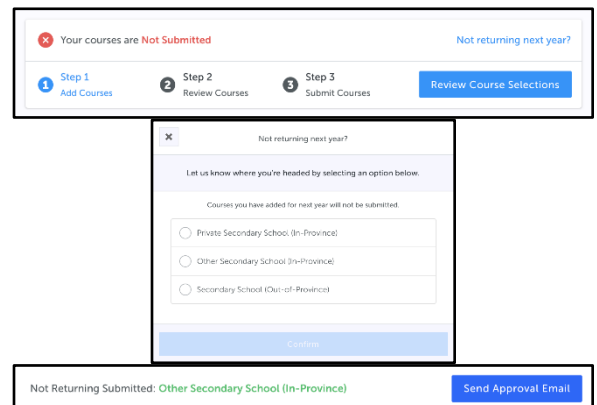 Your courses are Not Submitted
Not returning next year?
1 Step 1
Add Courses
2 Step 2
Review Courses
3 Step 3
Submit Courses
Review Course Selections
Not returning next year?
Let us know where you're headed by selecting an option below.
Courses you have added for next year will not be submitted.
Private Secondary School (In-Province)
Other Secondary School (In-Province)
Secondary School (Out-of-Province)
Confirm
Not Returning Submitted: Other Secondary School (In-Province)
Send Approval Email